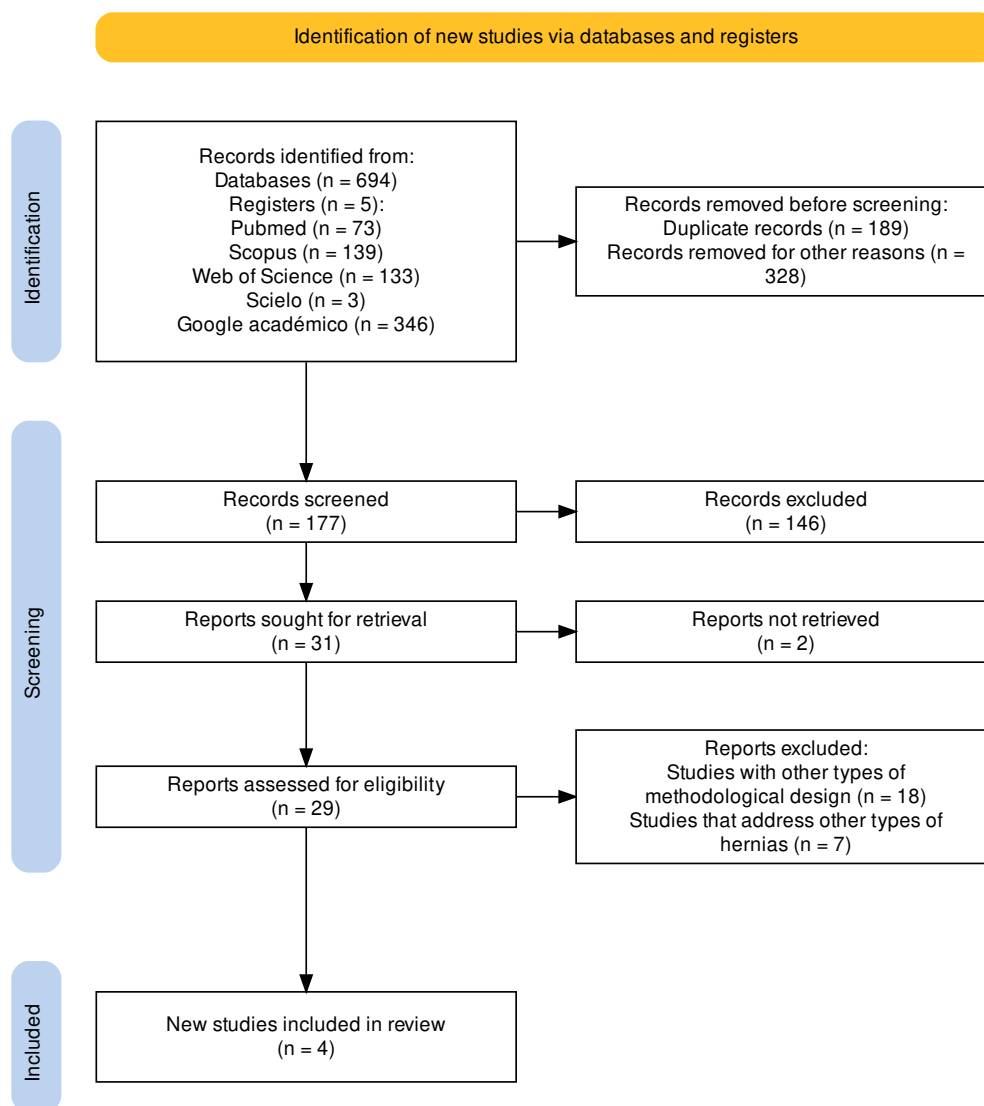 Identification of new studies via databases and registers
Identification
Records identified from:
Databases (n = 694)
Registers (n = 5):
Pubmed (n = 73)
Scopus (n = 139)
Web of Science (n = 133)
Scielo (n = 3)
Google académico (n = 346)
Records removed before screening:
Duplicate records (n = 189)
Records removed for other reasons (n =
328)
Screening
Records screened
(n = 177)
Records excluded
(n = 146)
Reports sought for retrieval
(n = 31)
Reports not retrieved
(n = 2)
Reports assessed for eligibility
(n = 29)
Reports excluded:
Studies with other types of
methodological design (n = 18)
Studies that address other types of
hernias (n = 7)
Included
New studies included in review
(n = 4)